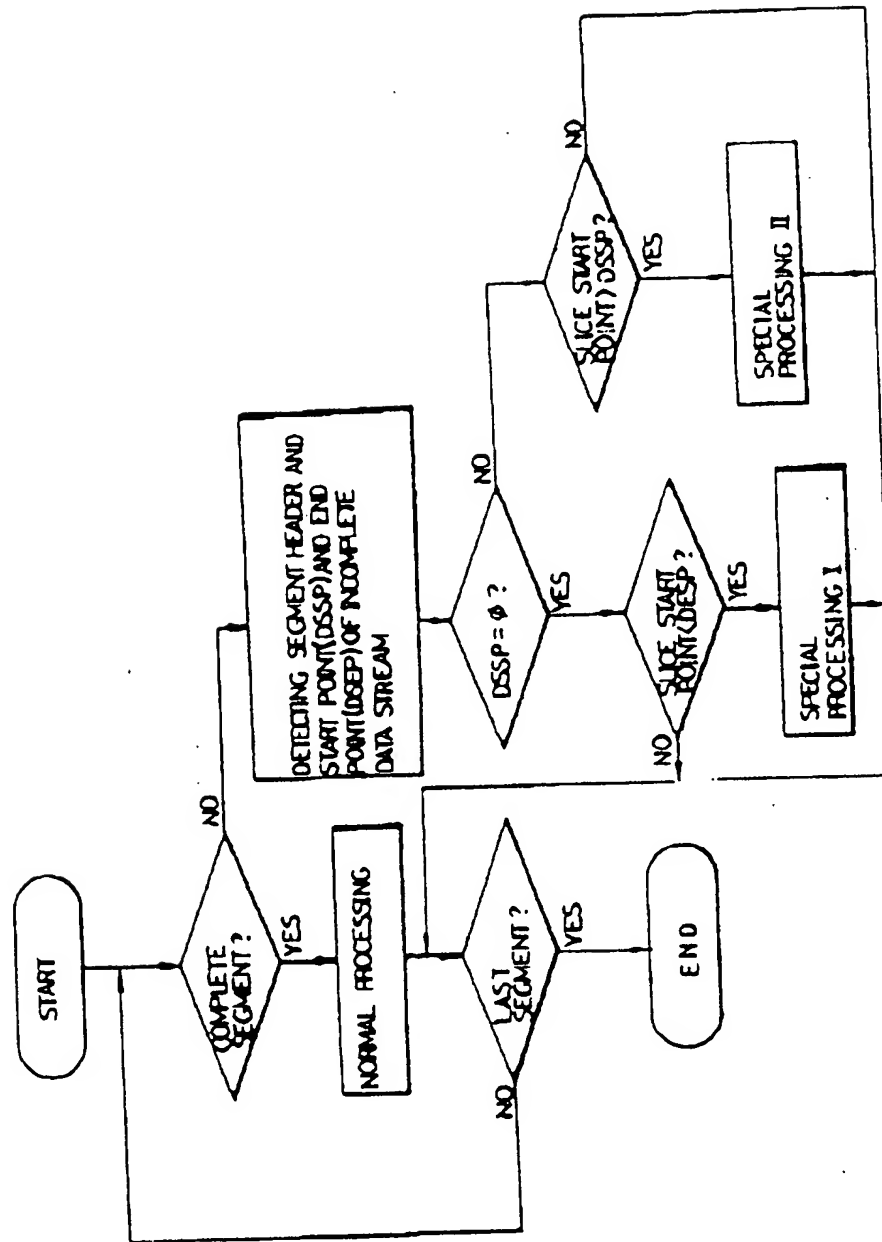 START
COMPLETE
SEGMENT?
NO
YES
NORMAL PROCESSING
LAST
SEGMENT?
NO
YES
END
DETECTING SEGMENT HEADER AND
START POINT(DSSP) AND END
POINT(DSEP) OF INCOMPLETE
DATA STREAM
DSSP=ø?
NO
YES
SLICE START
POINT⟨DESP?
NO
YES
SPECIAL
PROCESSING I
SLICE START
POINT⟩DSSP?
NO
YES
SPECIAL
PROCESSING II